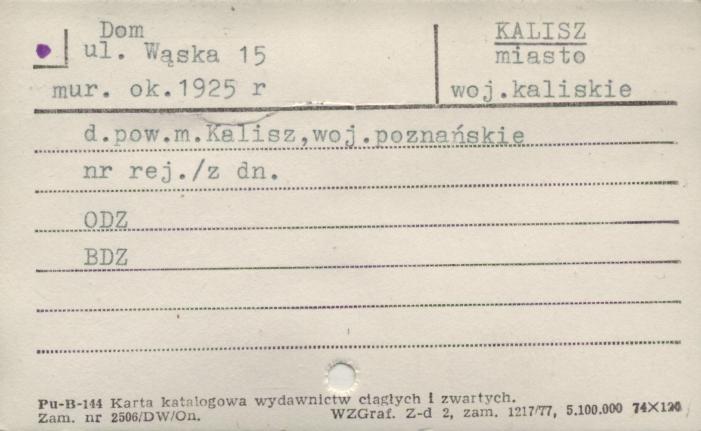 Dom
ul. Wąska 15
mur. ok.1925 r
KALISZ
miasto
woj.kaliskie
d.pow.m.Kalisz,woj.poznańskie
nr rej./z dn.
ODZ
BDZ
Pu-B-144 Karta katalogowa wydawnictw ciągłych i zwartych.
Zam. nr 2506/DW/On. WZGraf. Z-d 2, zam. 1217/77, 5.100.000 74×120